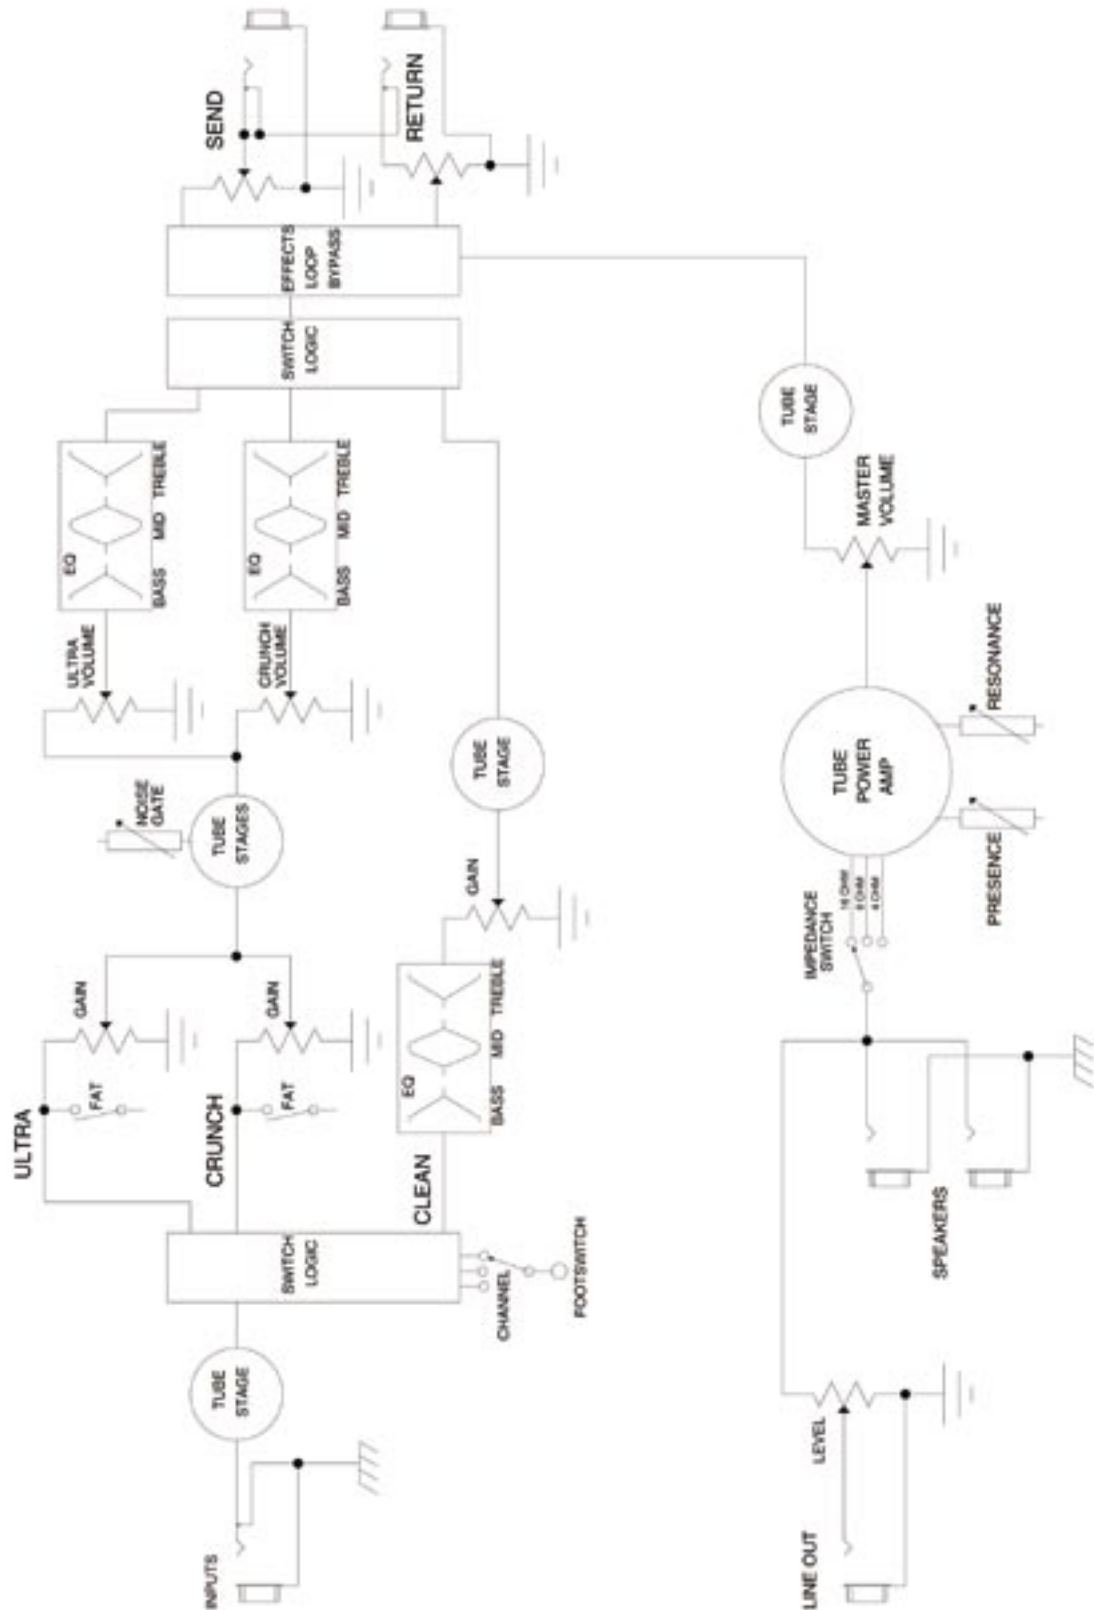 INPUTS
TUBE
STAGE
SWITCH
LOGIC
CHANNEL
FOOTSWITCH
ULTRA
FAT
GAIN
CRUNCH
FAT
GAIN
CLEAN
EQ
BASS MID TREBLE
GAIN
TUBE
STAGE
NOISE
GATE
TUBE
STAGES
ULTRA
VOLUME
EQ
BASS MID TREBLE
CRUNCH
VOLUME
EQ
BASS MID TREBLE
SWITCH
LOGIC
EFFECTS
LOOP
BYPASS
SEND
RETURN
LINE OUT
LEVEL
SPEAKERS
IMPEDANCE
SWITCH
16 OHM
8 OHM
4 OHM
TUBE
POWER
AMP
PRESENCE
RESONANCE
MASTER
VOLUME
TUBE
STAGE